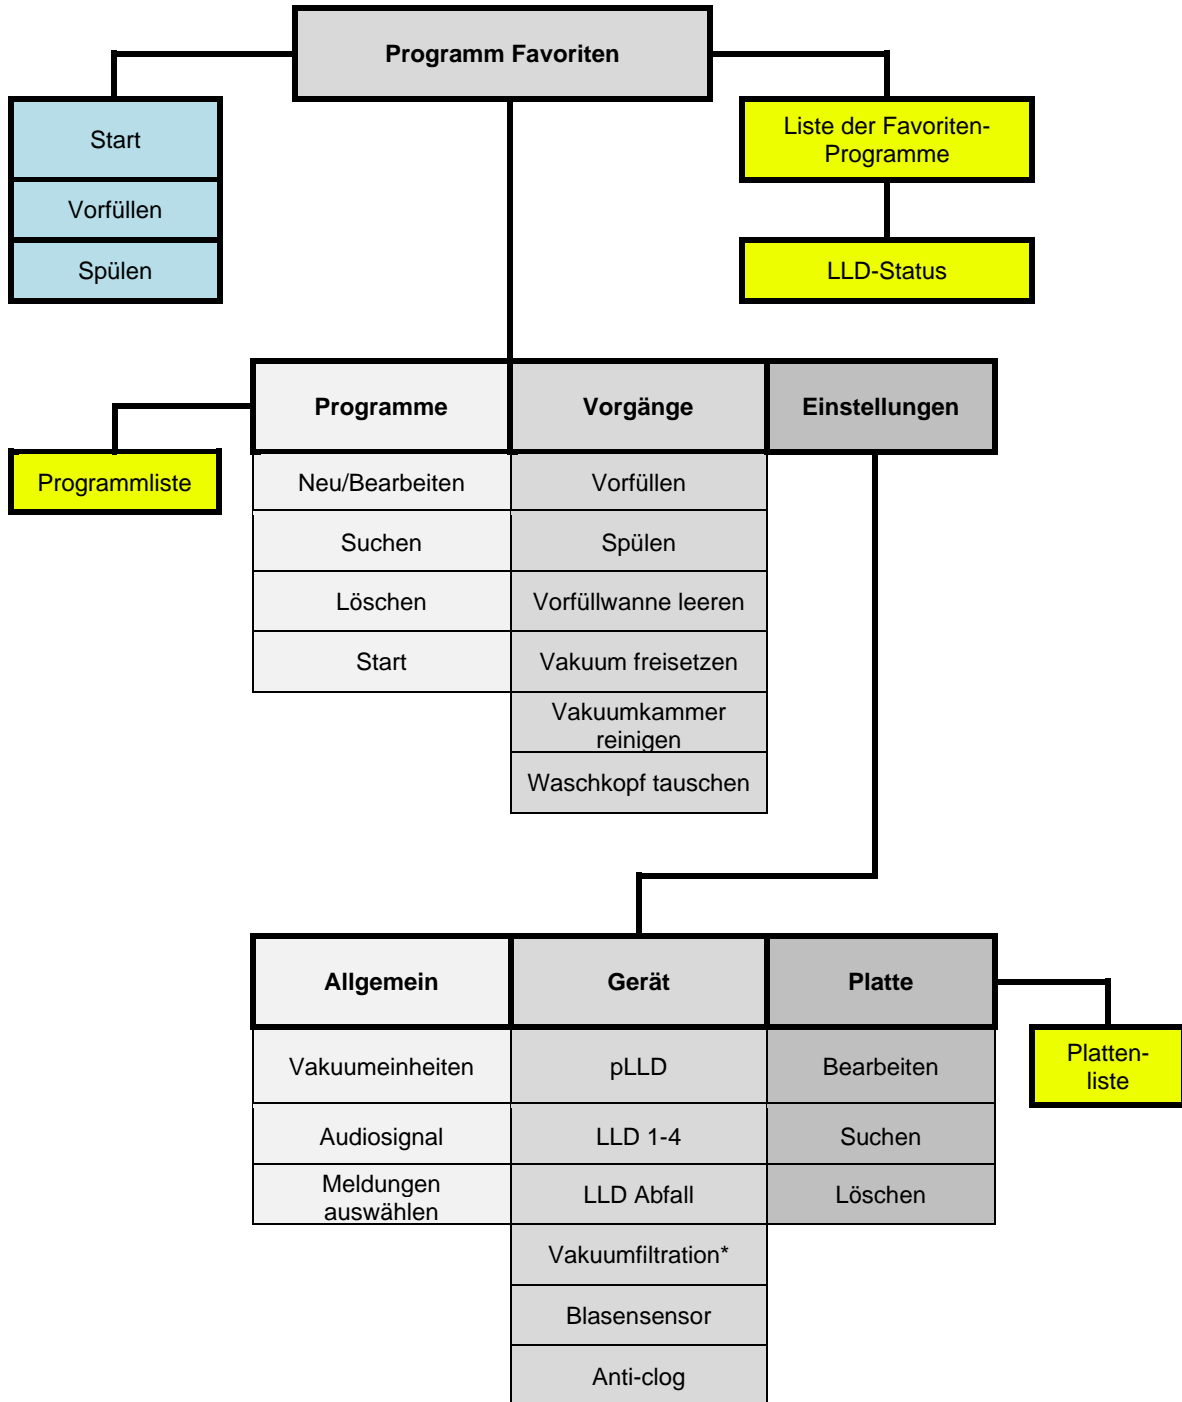 Programm Favoriten
Start
Vorfüllen
Spülen
Liste der Favoriten-
Programme
LLD-Status
Programme
Vorgänge
Einstellungen
Programmliste
Neu/Bearbeiten
Vorfüllen
Suchen
Spülen
Löschen
Vorfüllwanne leeren
Start
Vakuum freisetzen
Vakuumkammer
reinigen
Waschkopf tauschen
Allgemein
Gerät
Platte
Platten-
liste
Vakuumeinheiten
pLLD
Bearbeiten
Audiosignal
LLD 1-4
Suchen
Meldungen
auswählen
LLD Abfall
Löschen
Vakuumfiltration*
Blasensensor
Anti-clog